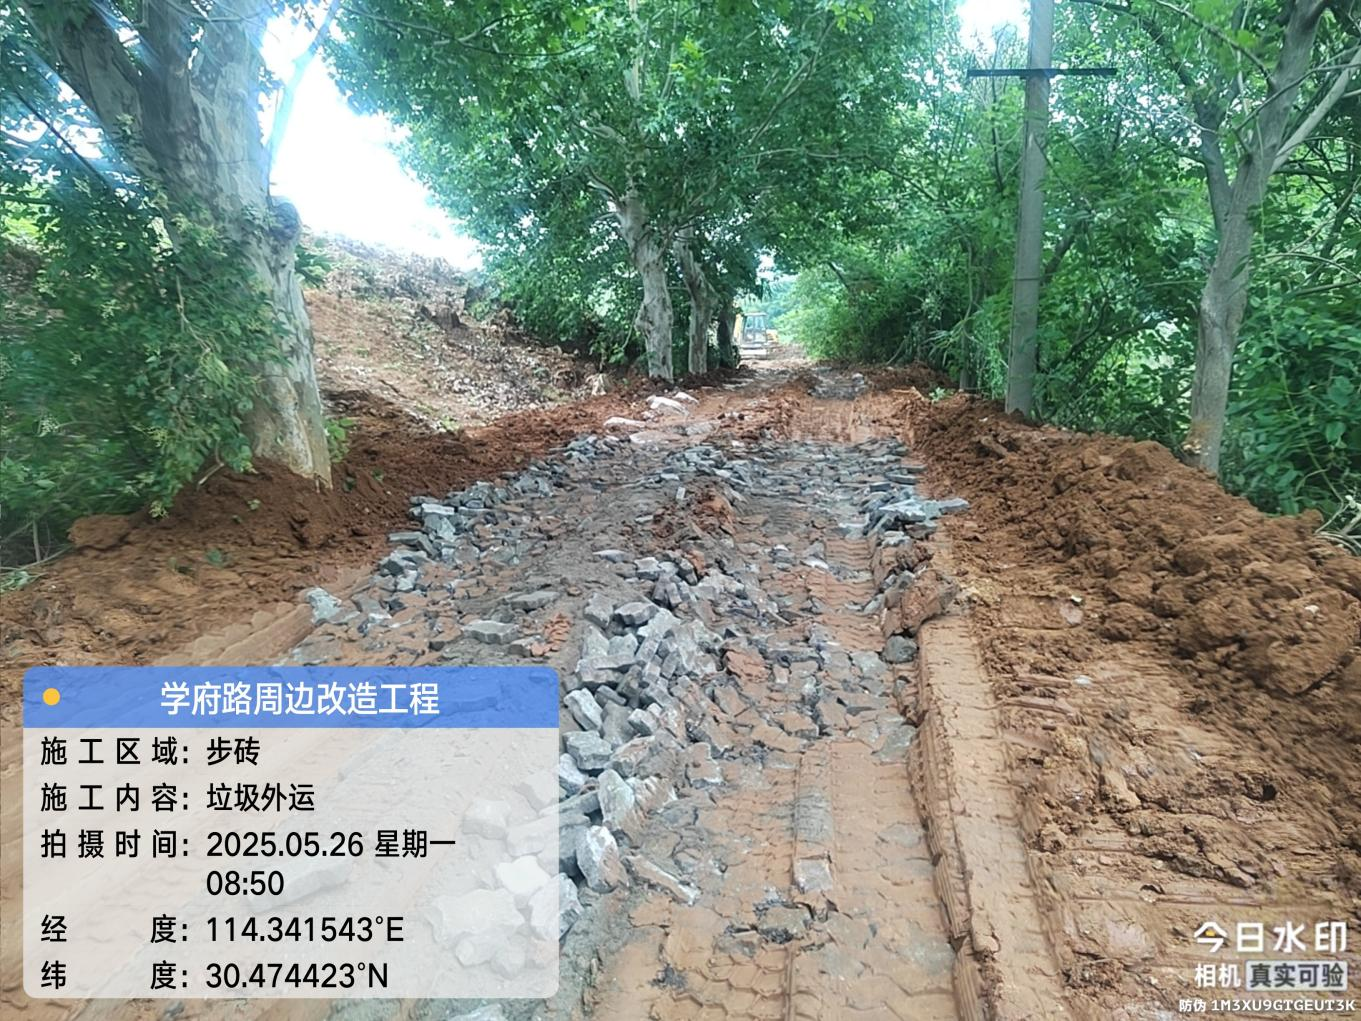 学府路周边改造工程
施工区域：步砖
施工内容：垃圾外运
拍摄时间：2025.05.26 星期一
08:50
经度：114.341543°E
纬度：30.474423°N
今日水印
相机 真实可验
防伪 1M3XU9GTGEUT3K